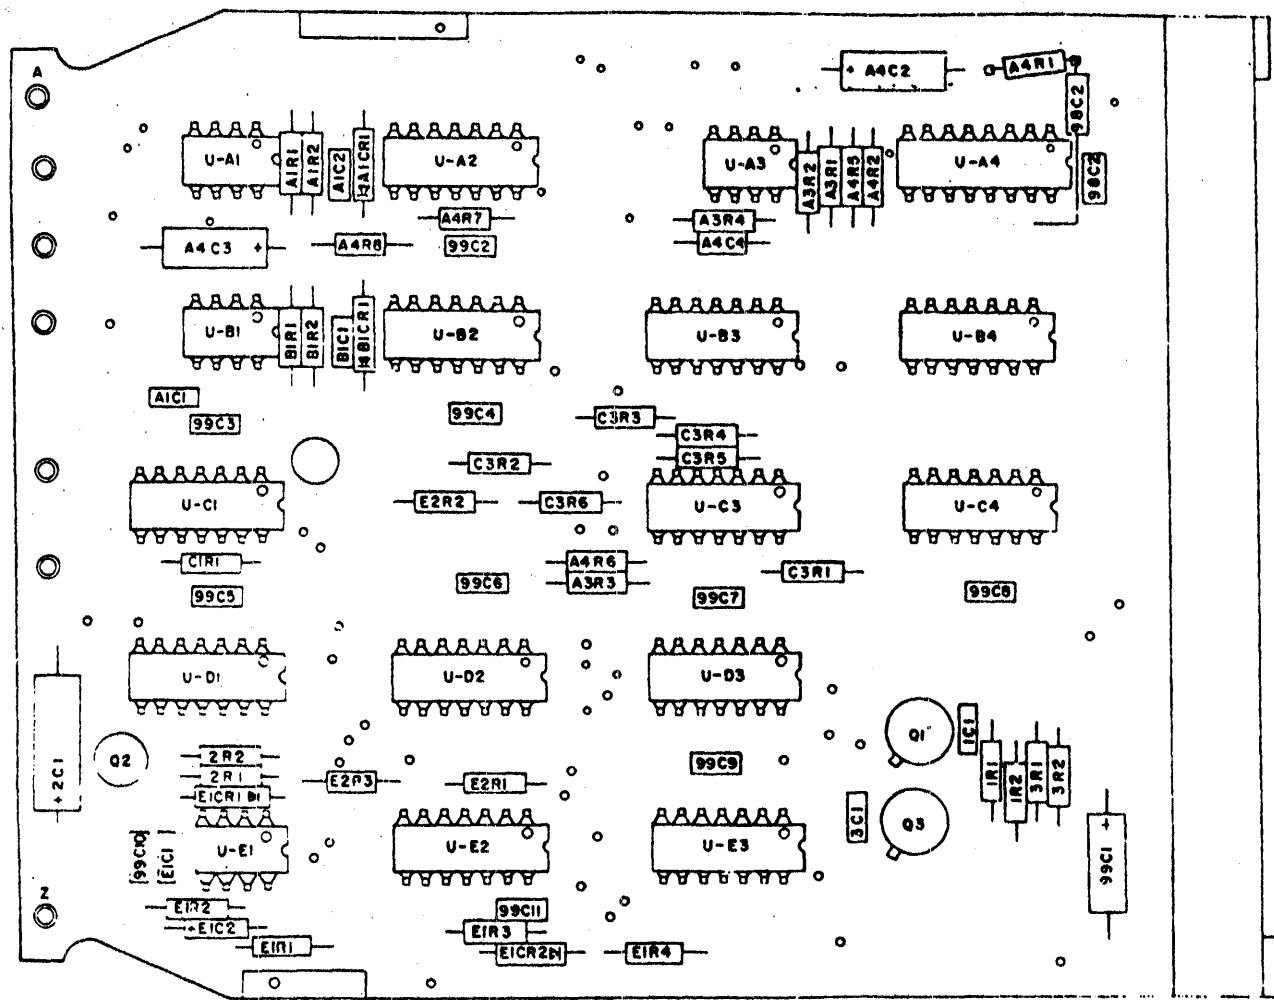 A
+ A4C2
A4R1
98C2
U-A1
A1R1
A1R2
A1C2
A1CR1
U-A2
U-A3
A3R2
A3R1
A4R5
A4R2
U-A4
98C2
A4R7
A3R4
A4C3 +
A4R8
99C2
A4C4
U-B1
B1R1
B1R2
B1C1
B1CR1
U-B2
U-B3
U-B4
A1C1
99C3
99C4
C3R3
C3R4
C3R5
C3R2
U-C1
E2R2
C3R6
U-C3
U-C4
C1R1
A4R6
A3R3
C3R1
99C5
99C6
99C7
99C8
U-D1
U-D2
U-D3
+2C1
Q2
2R2
2R1
E1CR1
E2R3
E2R1
99C9
Q1
1C1
1R1
1R2
3R1
3R2
99C10
E1C1
U-E1
U-E2
U-E3
3C1
Q3
99C1 +
Z
E1R2
+E1C2
E1R1
99C11
E1R3
E1CR2
E1R4